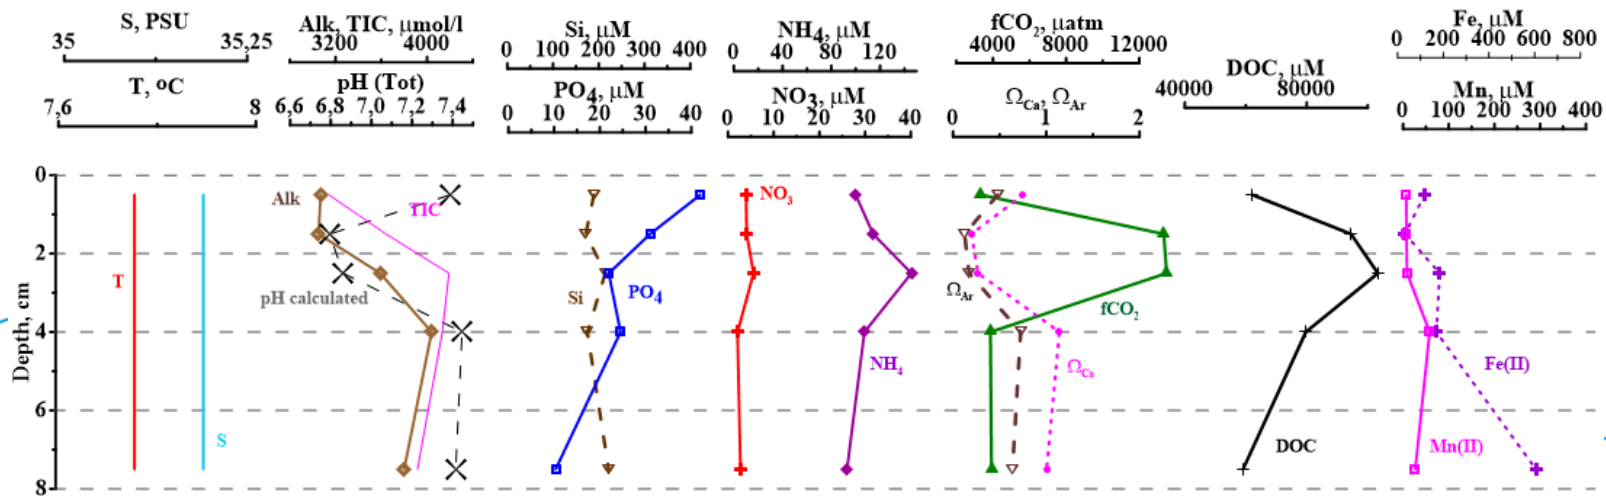 S, PSU
35 35,25
T, oC
7,6 8
Alk, TIC, μmol/l
3200 4000
pH (Tot)
6,6 6,8 7,0 7,2 7,4
Si, μM
0 100 200 300 400
PO4, μM
0 10 20 30 40
NH4, μM
0 40 80 120
NO3, μM
0 10 20 30 40
fCO2, μatm
4000 8000 12000
ΩCa, ΩAr
0 1 2
DOC, μM
40000 80000
Fe, μM
0 200 400 600 800
Mn, μM
0 100 200 300 400
Depth, cm
0
2
4
6
8
T
S
Alk
TIC
pH calculated
Si
PO4
NO3
NH4
ΩAr
fCO2
ΩCa
DOC
Fe(II)
Mn(II)